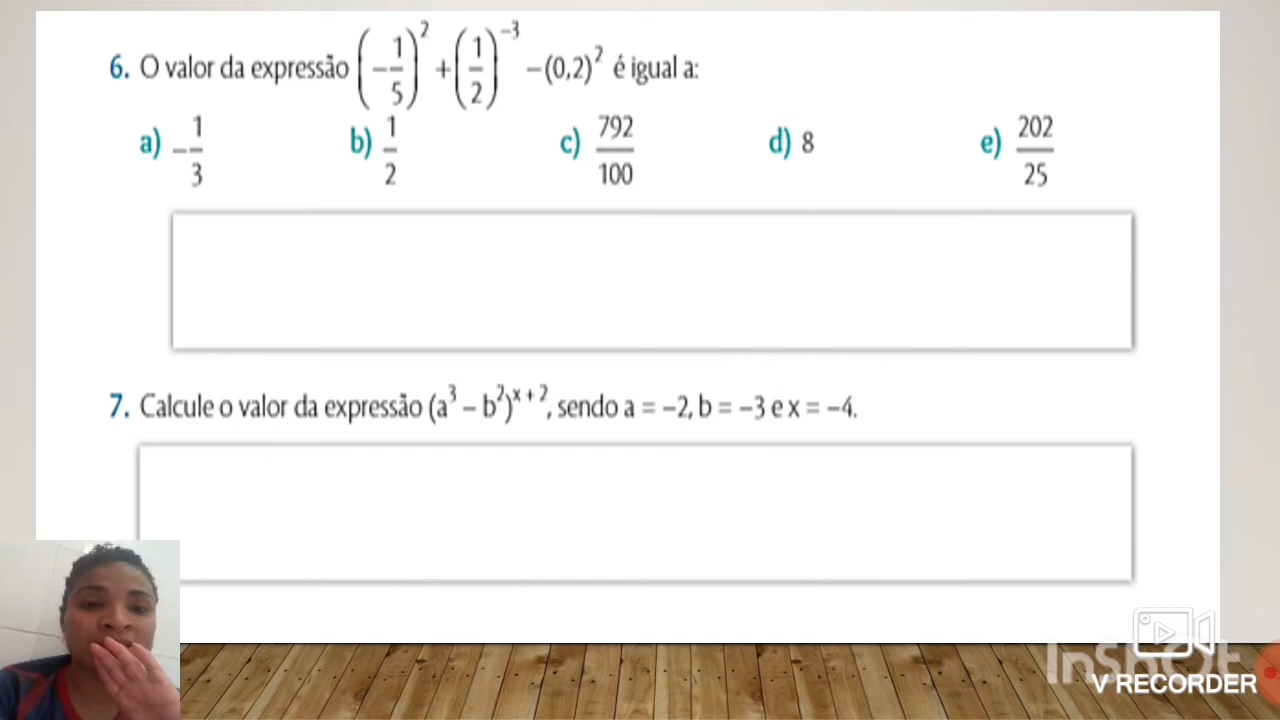 6. O valor da expressão (−1/5)² + (1/2)⁻³ − (0,2)² é igual a:
a) −1/3 b) 1/2 c) 792/100 d) 8 e) 202/25
7. Calcule o valor da expressão (a³ − b²)ˣ⁺², sendo a = −2, b = −3 e x = −4.
InShOt
V RECORDER